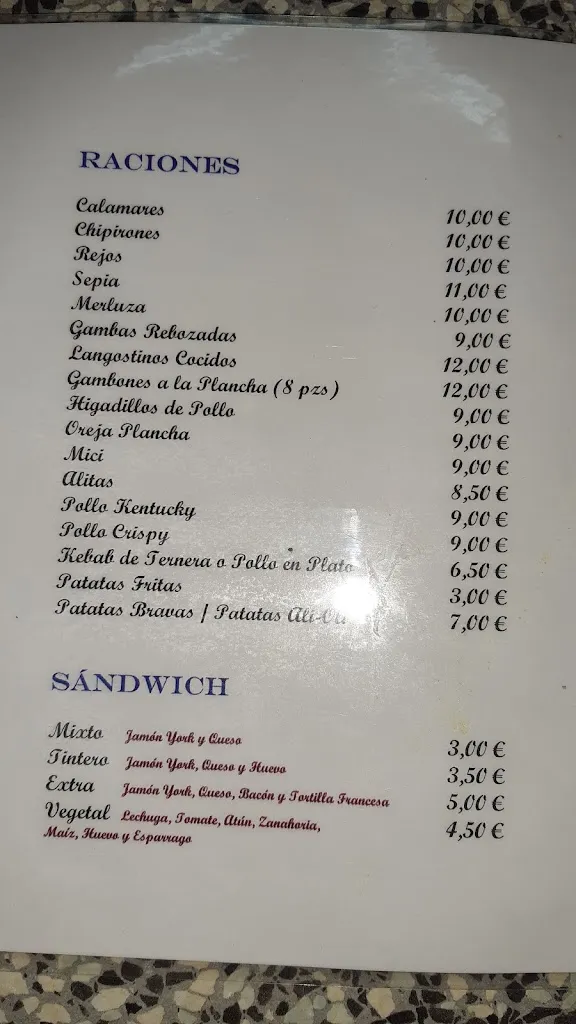 RACIONES
Calamares 10,00 €
Chipirones 10,00 €
Rejos 10,00 €
Sepia 11,00 €
Merluza 10,00 €
Gambas Rebozadas 9,00 €
Langostinos Cocidos 12,00 €
Gambones a la Plancha (8 pzs) 12,00 €
Higadillos de Pollo 9,00 €
Oreja Plancha 9,00 €
Mici 9,00 €
Alitas 8,50 €
Pollo Kentucky 9,00 €
Pollo Crispy 9,00 €
Kebab de Ternera o Pollo en Plato 6,50 €
Patatas Fritas 3,00 €
Patatas Bravas / Patatas 7,00 €
SÁNDWICH
Mixto Jamón York y Queso 3,00 €
Tintero Jamón York, Queso y Huevo 3,50 €
Extra Jamón York, Queso, Bacón y Tortilla Francesa 5,00 €
Vegetal Lechuga, Tomate, Atún, Zanahoria, 4,50 €
Maíz, Huevo y Esparrago